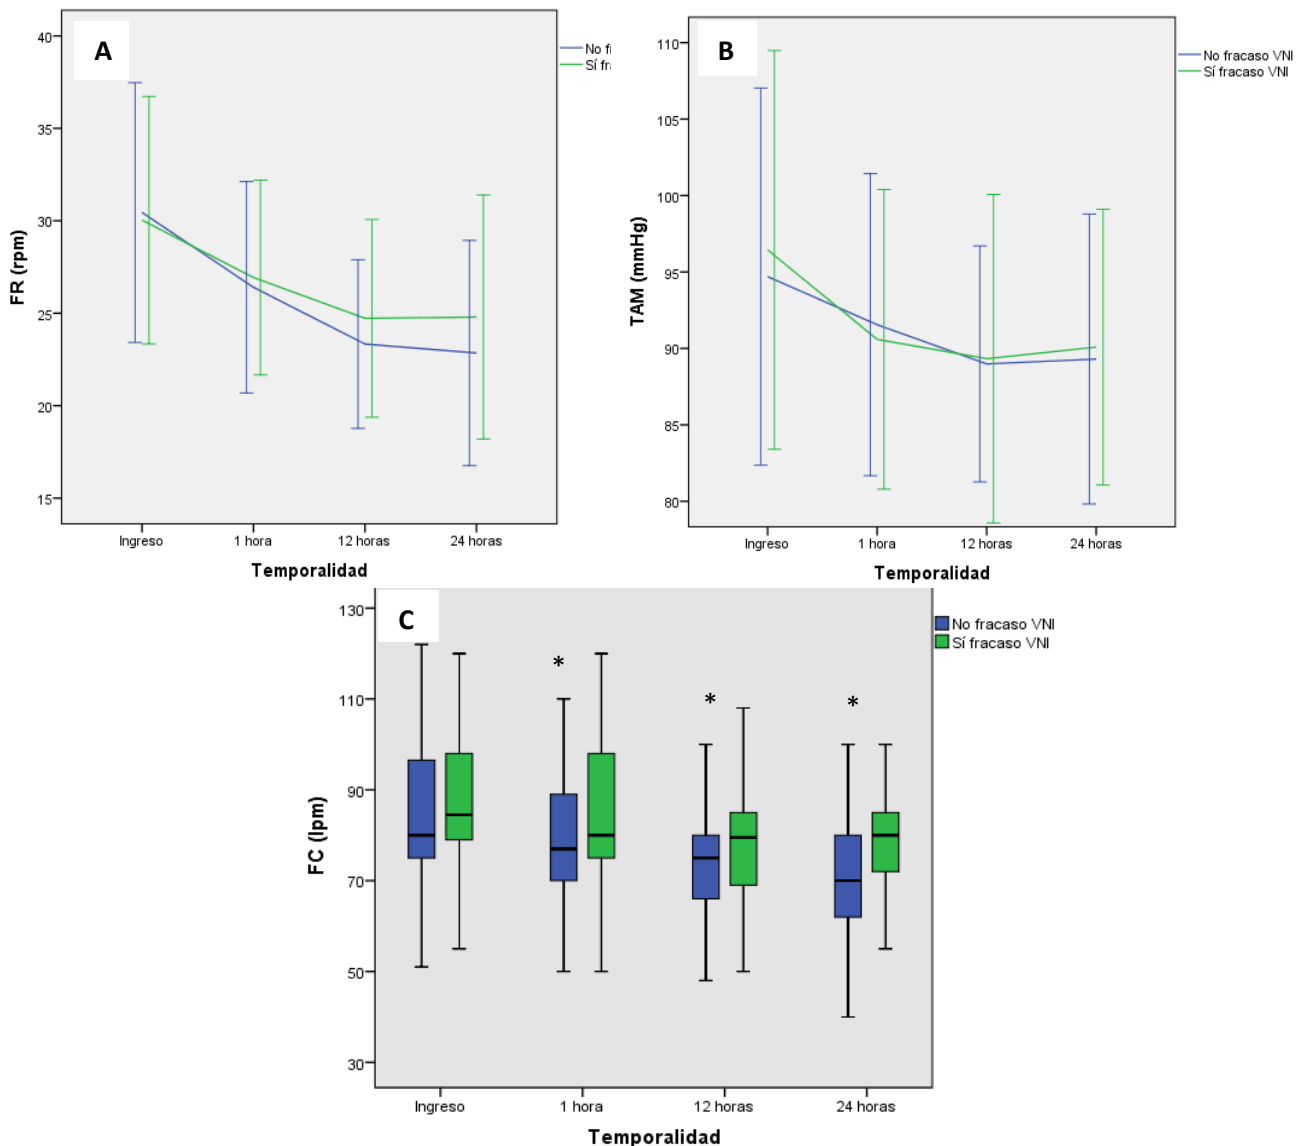 A
40
35
30
25
20
15
FR (rpm)
Ingreso
1 hora
12 horas
24 horas
Temporalidad
No f
Sí fr
B
110
105
100
95
90
85
80
TAM (mmHg)
Ingreso
1 hora
12 horas
24 horas
Temporalidad
No fracaso VNI
Sí fracaso VNI
C
130
110
90
70
50
30
FC (lpm)
*
*
*
Ingreso
1 hora
12 horas
24 horas
Temporalidad
No fracaso VNI
Sí fracaso VNI